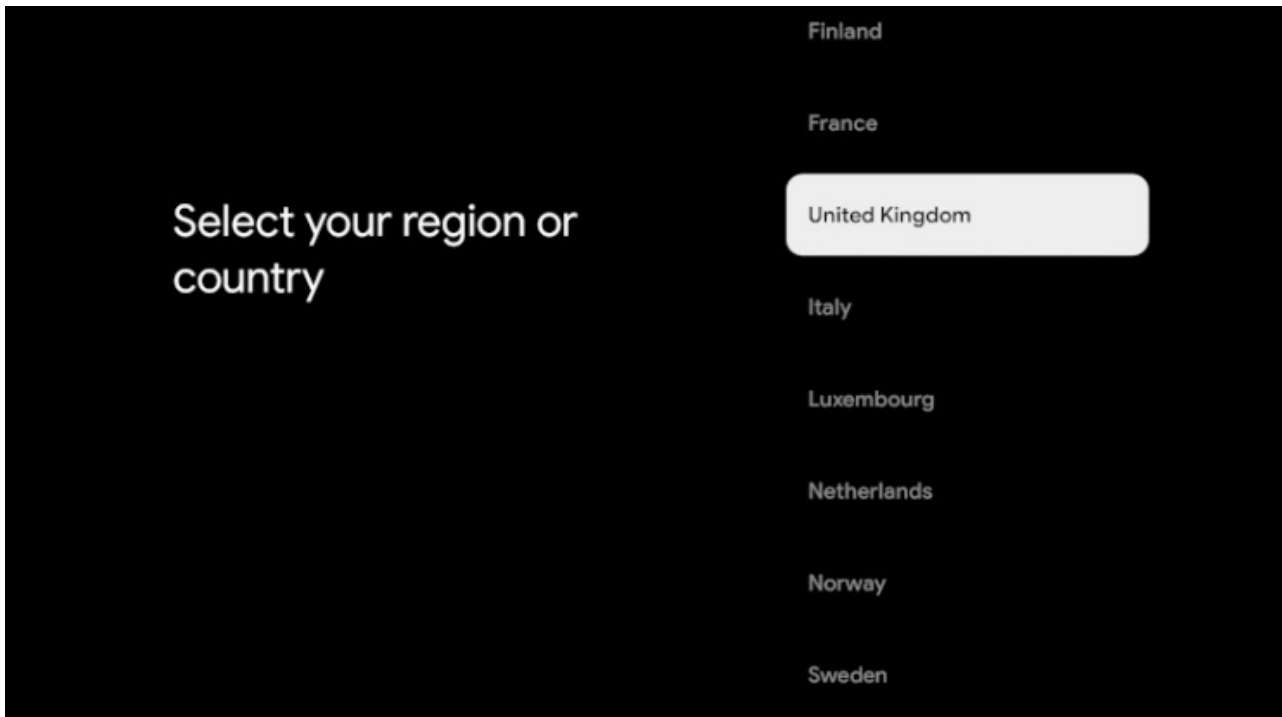 Select your region or
country
Finland
France
United Kingdom
Italy
Luxembourg
Netherlands
Norway
Sweden